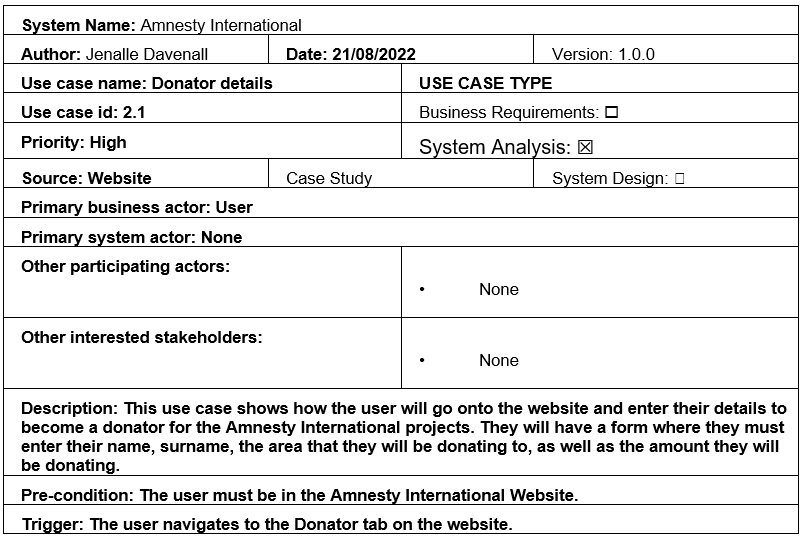 System Name: Amnesty International
Author: Jenalle Davenall
Date: 21/08/2022
Version: 1.0.0
Use case name: Donator details
USE CASE TYPE
Use case id: 2.1
Business Requirements: ☐
Priority: High
System Analysis: ☒
Source: Website
Case Study
System Design: ☐
Primary business actor: User
Primary system actor: None
Other participating actors:
• None
Other interested stakeholders:
• None
Description: This use case shows how the user will go onto the website and enter their details to
become a donator for the Amnesty International projects. They will have a form where they must
enter their name, surname, the area that they will be donating to, as well as the amount they will
be donating.
Pre-condition: The user must be in the Amnesty International Website.
Trigger: The user navigates to the Donator tab on the website.